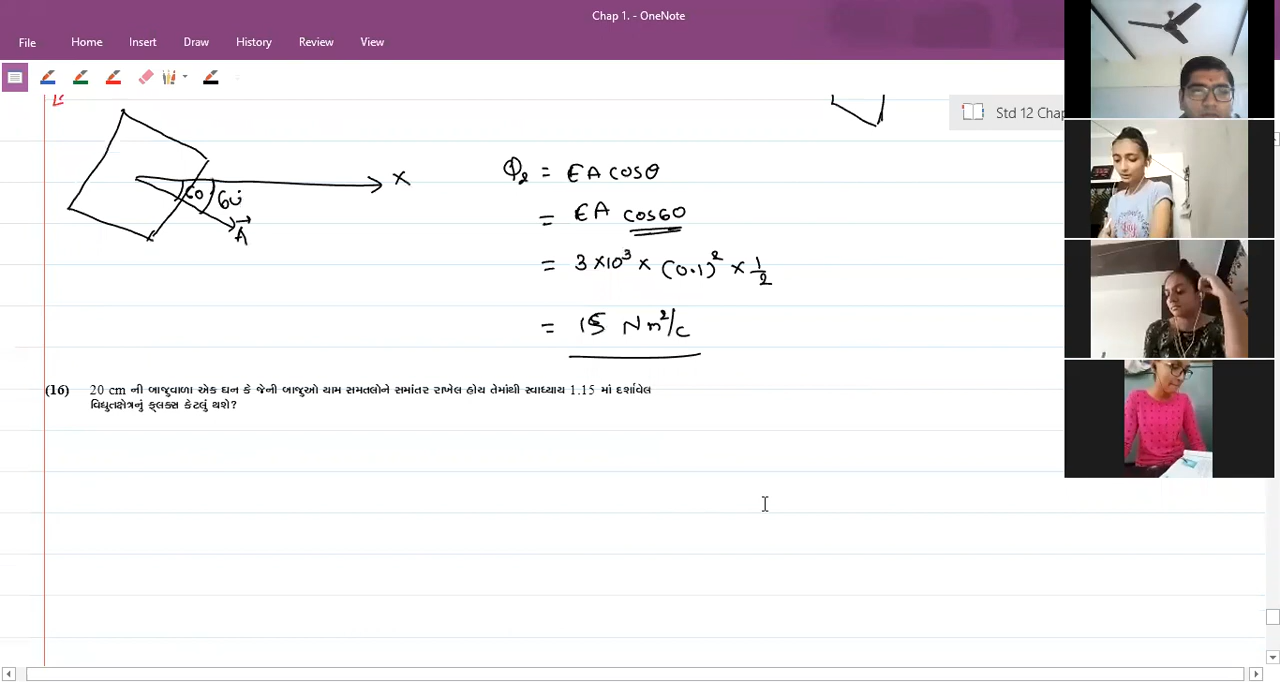 Chap 1. - OneNote
File Home Insert Draw History Review View
Std 12 Chap
X
60 60
A
Φ₂ = EA cosθ
= EA cos60
= 3 ×10³ × (0.1)² × 1/2
= 15 Nm²/c
(16) 20 cm ની બાજુવાળા એક ઘન કે જેની બાજુઓ યામ સમતલોને સમાંતર રાખેલ હોય તેમાંથી સ્વાધ્યાય 1.15 માં દર્શાવેલ
વિદ્યુતક્ષેત્રનું ફ્લક્સ કેટલું થશે?